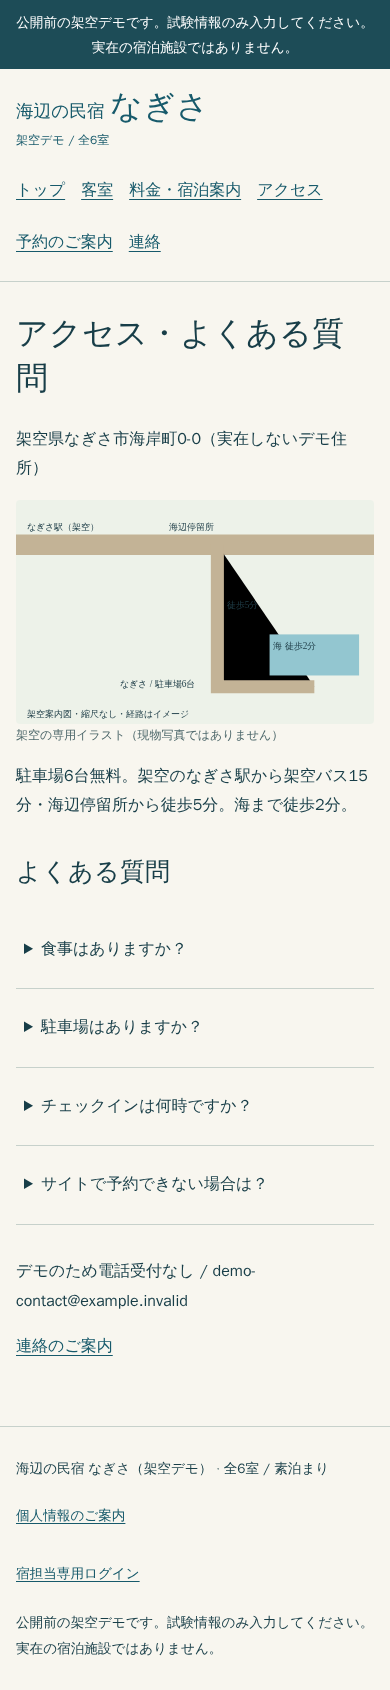 公開前の架空デモです。試験情報のみ入力してください。
実在の宿泊施設ではありません。
海辺の民宿 なぎさ
架空デモ / 全6室
トップ 客室 料金・宿泊案内 アクセス
予約のご案内 連絡
アクセス・よくある質
問
架空県なぎさ市海岸町0-0（実在しないデモ住
所）
なぎさ駅（架空） 海辺停留所
徒歩5分
海 徒歩2分
なぎさ / 駐車場6台
架空案内図・縮尺なし・経路はイメージ
架空の専用イラスト（現物写真ではありません）
駐車場6台無料。架空のなぎさ駅から架空バス15
分・海辺停留所から徒歩5分。海まで徒歩2分。
よくある質問
食事はありますか？
駐車場はありますか？
チェックインは何時ですか？
サイトで予約できない場合は？
デモのため電話受付なし / demo-
contact@example.invalid
連絡のご案内
海辺の民宿 なぎさ（架空デモ） · 全6室 / 素泊まり
個人情報のご案内
宿担当専用ログイン
公開前の架空デモです。試験情報のみ入力してください。
実在の宿泊施設ではありません。